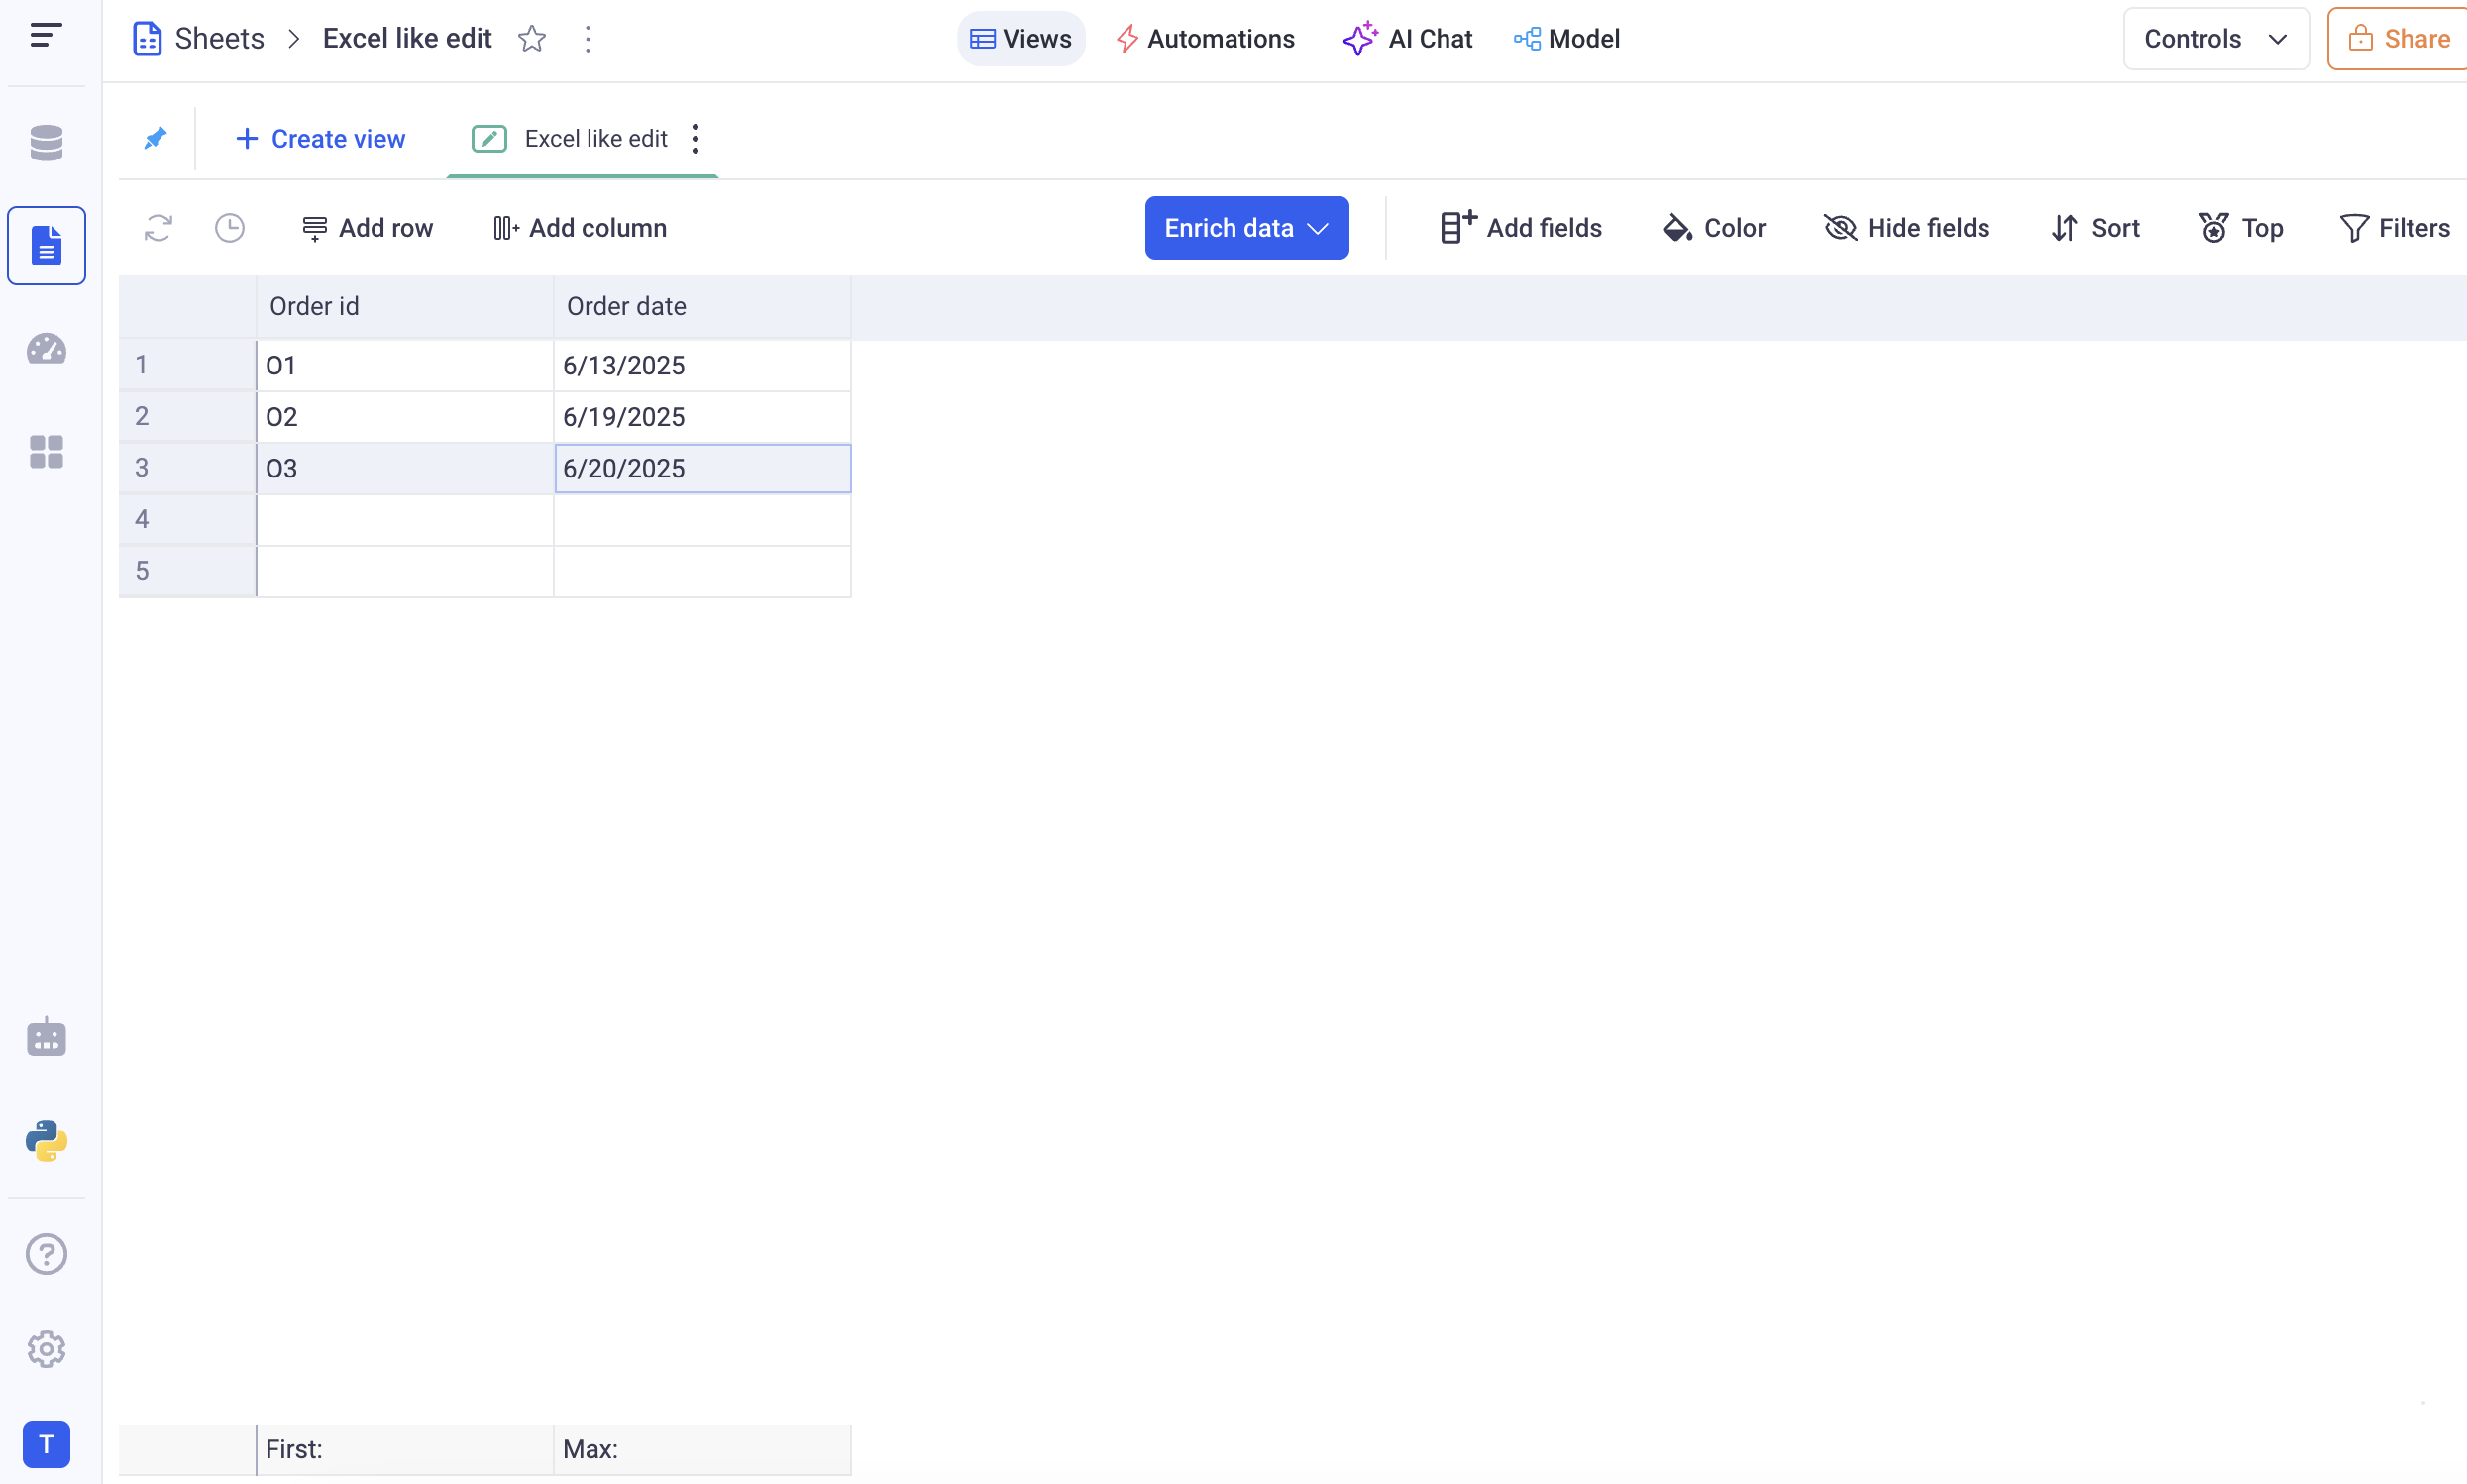 Sheets > Excel like edit
Views Automations AI Chat Model
Controls Share
+ Create view Excel like edit
Add row Add column Enrich data Add fields Color Hide fields Sort Top Filters
Order id Order date
1 O1 6/13/2025
2 O2 6/19/2025
3 O3 6/20/2025
4
5
T
First: Max: